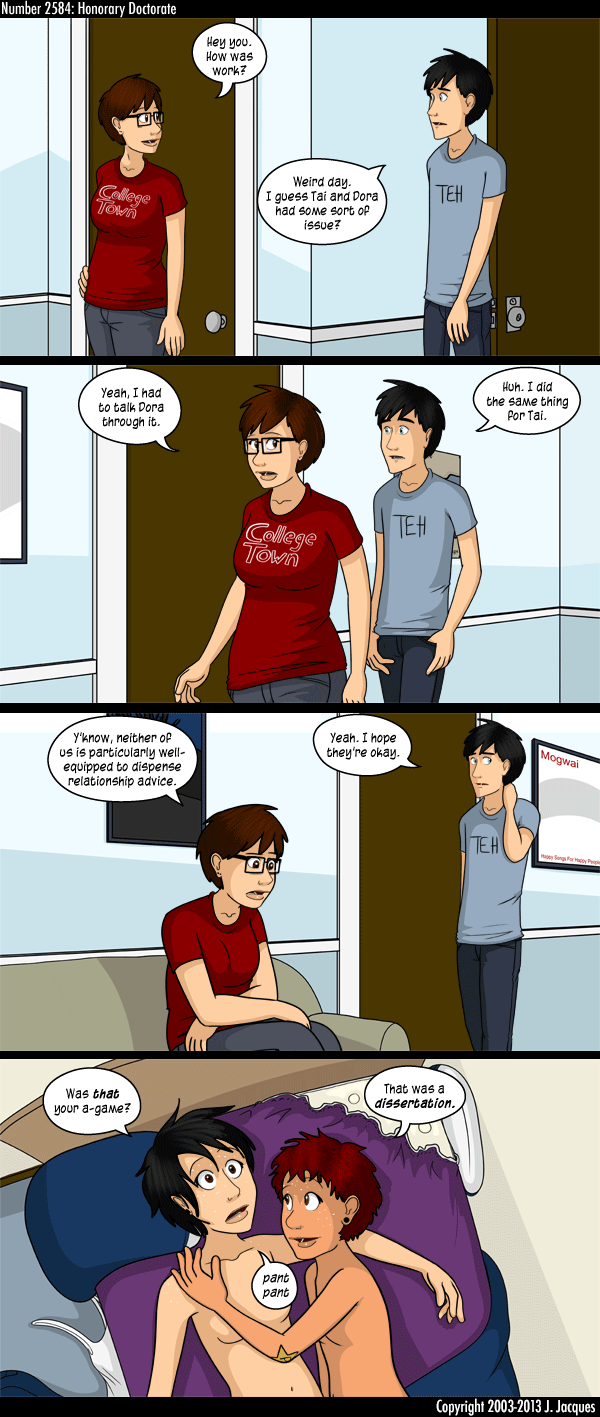 Number 2584: Honorary Doctorate
Hey you.
How was
work?
Weird day.
I guess Tai and Dora
had some sort of
issue?
College
Town
TEH
Yeah, I had
to talk Dora
through it.
Huh. I did
the same thing
for Tai.
College
Town
TEH
Y'know, neither of
us is particularly well-
equipped to dispense
relationship advice.
Yeah. I hope
they're okay.
Mogwai
TEH
Happy Songs For Happy People
Was that
your a-game?
That was a
dissertation.
pant
pant
Copyright 2003-2013 J. Jacques